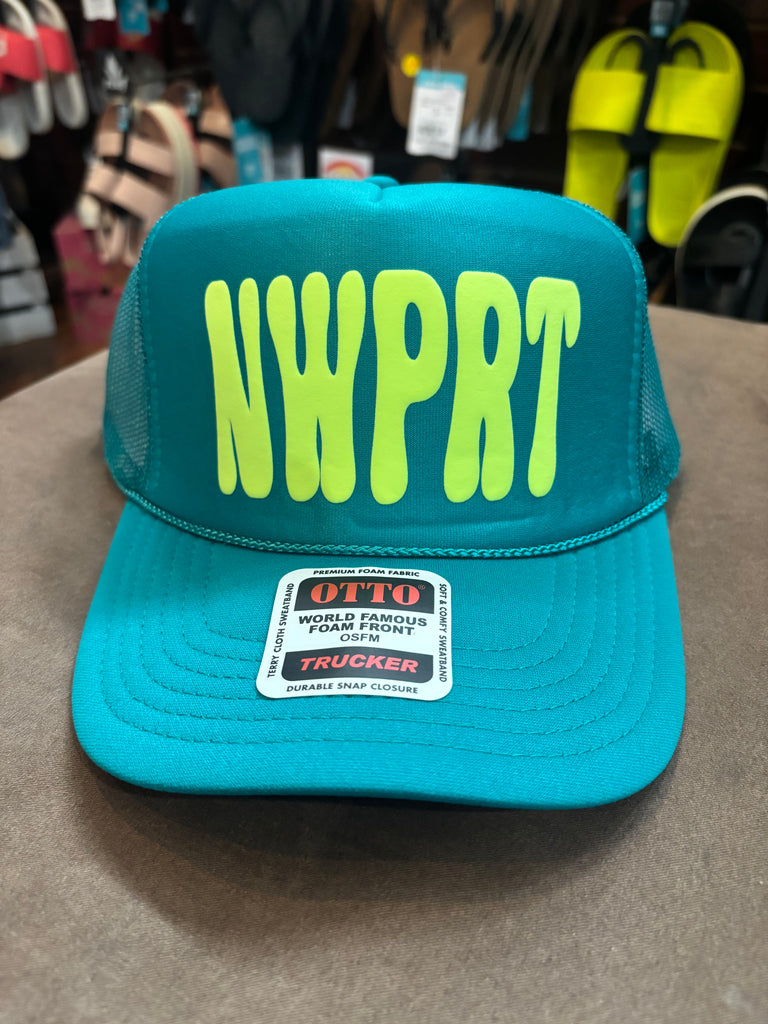 NWPRT
PREMIUM FOAM FABRIC
OTTO®
WORLD FAMOUS
FOAM FRONT
OSFM
TRUCKER
DURABLE SNAP CLOSURE
TERRY CLOTH SWEATBAND
SOFT & COMFY SWEATBAND